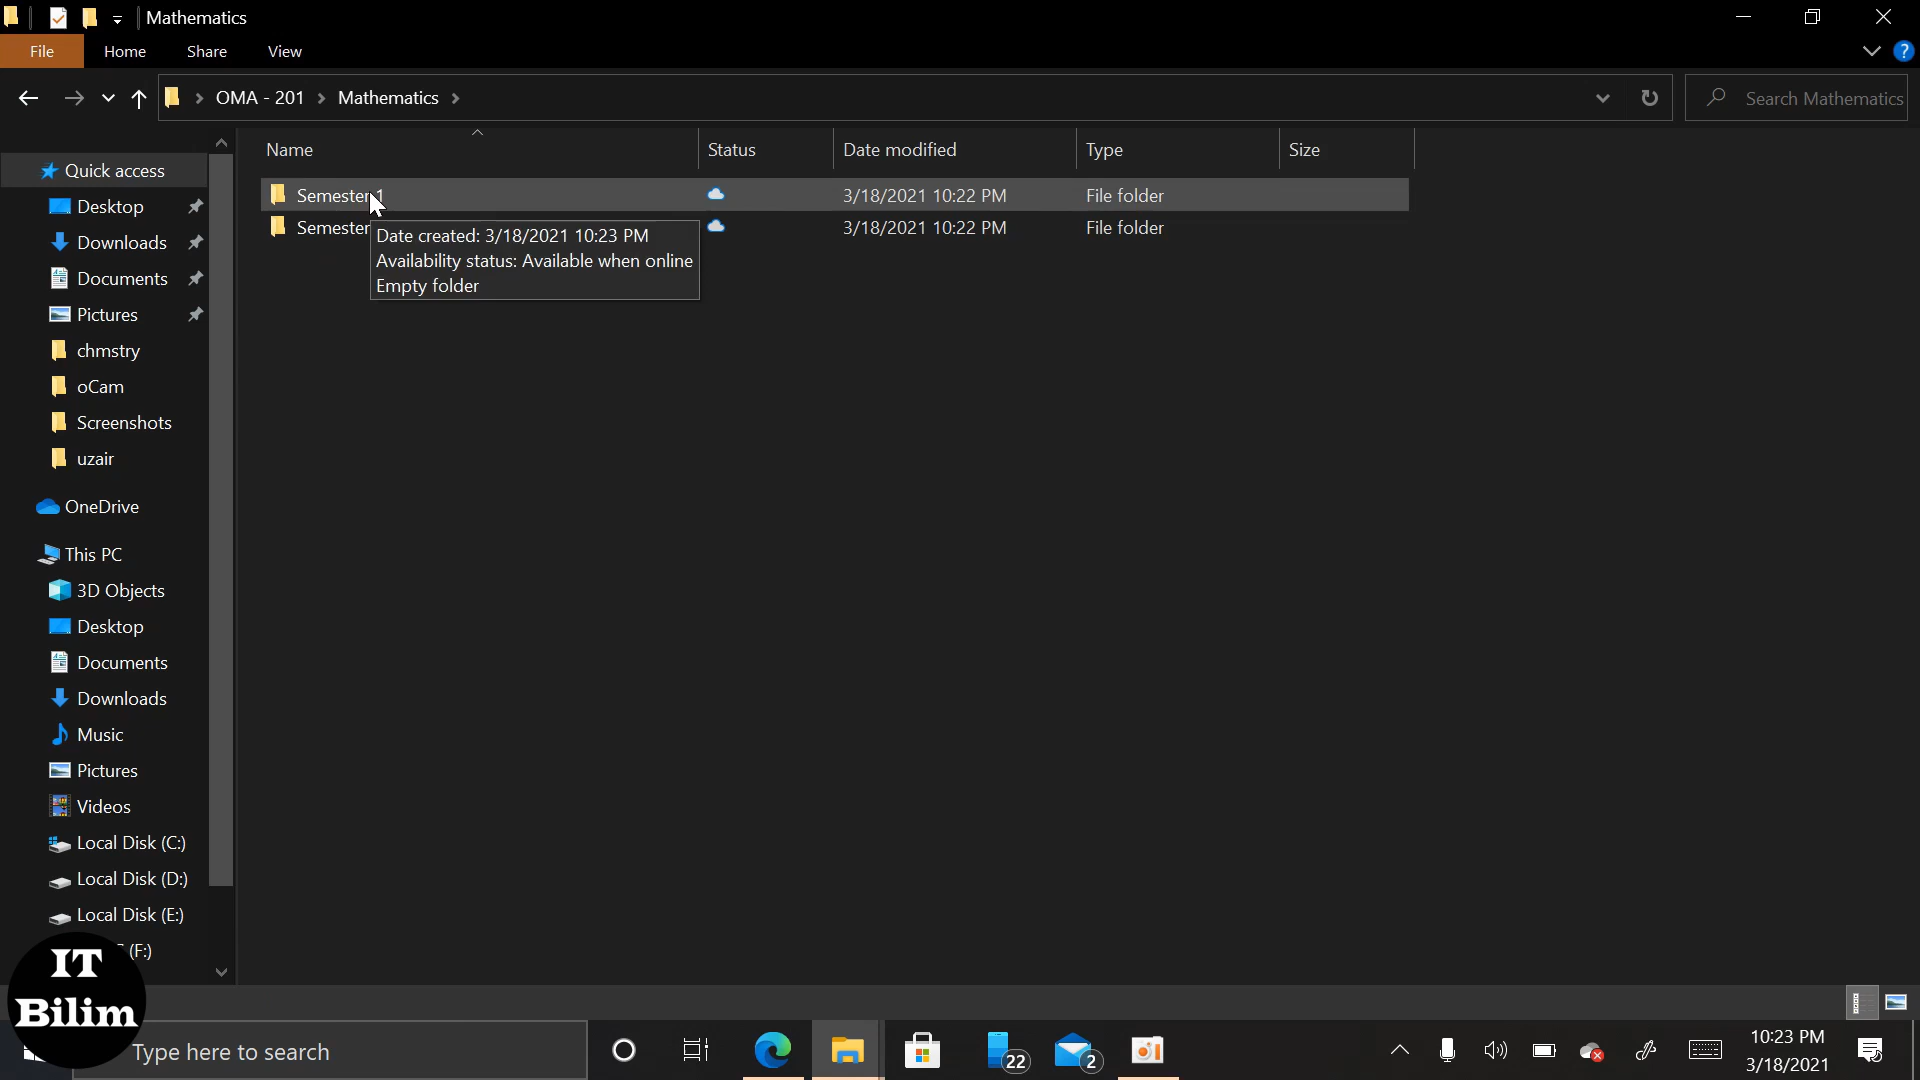 Mathematics
File Home Share View
OMA - 201 Mathematics
Search Mathematics
Name Status Date modified Type Size
Quick access
Desktop
Downloads
Documents
Pictures
chmstry
oCam
Screenshots
uzair
OneDrive
This PC
3D Objects
Desktop
Documents
Downloads
Music
Pictures
Videos
Local Disk (C:)
Local Disk (D:)
Local Disk (E:)
(F:)
Semester 1 3/18/2021 10:22 PM File folder
Semester 3/18/2021 10:22 PM File folder
Date created: 3/18/2021 10:23 PM
Availability status: Available when online
Empty folder
IT
Bilim
Type here to search
22
2
10:23 PM
3/18/2021